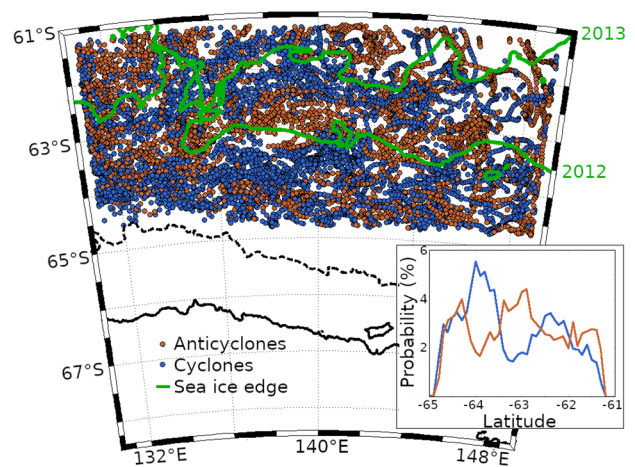 61°S
2013
63°S
2012
65°S
67°S
Anticyclones
Cyclones
Sea ice edge
132°E
140°E
148°E
Probability (%)
6
4
2
-65
-64
-63
-62
-61
Latitude